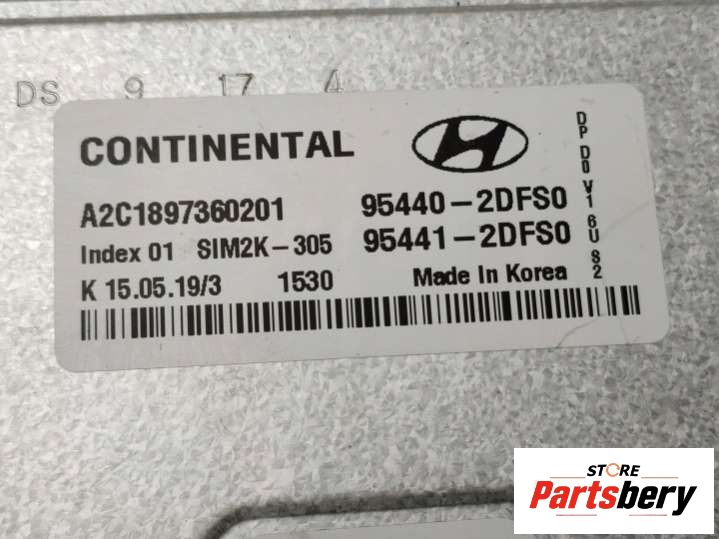 DS 9 17 4
CONTINENTAL
A2C1897360201 95440-2DFS0
Index 01 SIM2K-305 95441-2DFS0
K 15.05.19/3 1530 Made In Korea
DP D0 V1 6U S2
STORE
Partsbery